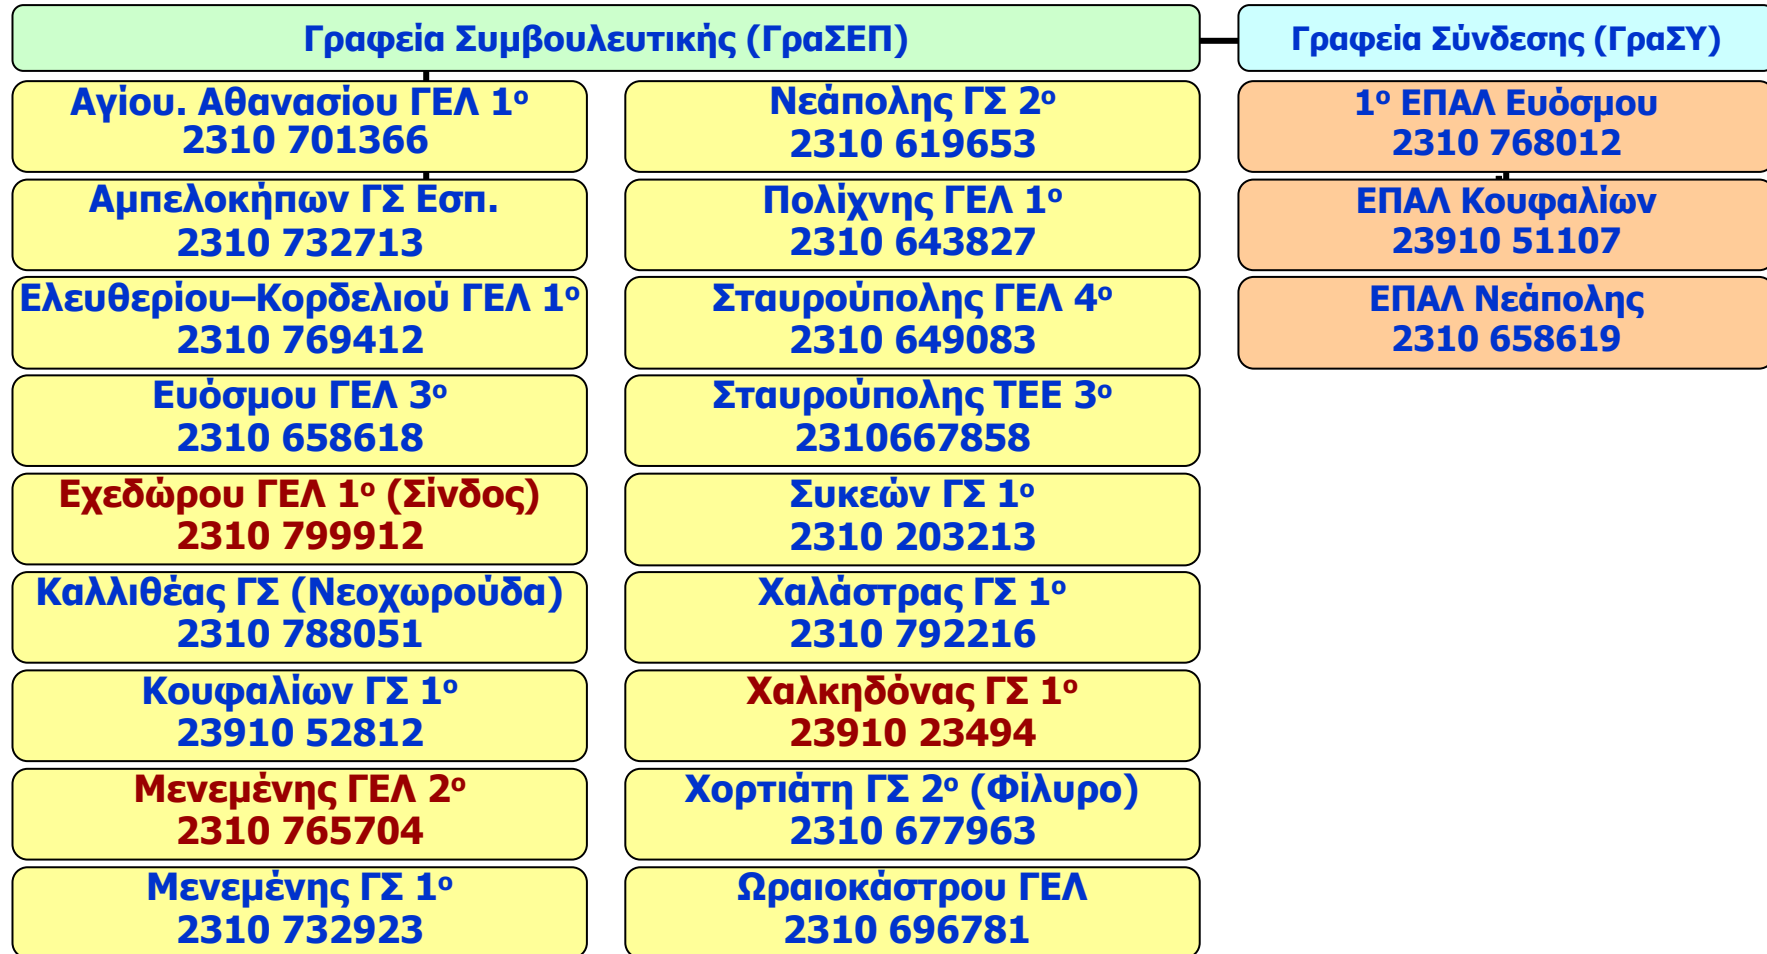 Γραφεία Συμβουλευτικής (ΓραΣΕΠ)
Αγίου. Αθανασίου ΓΕΛ 1ο
2310 701366
Αμπελοκήπων ΓΣ Εσπ.
2310 732713
Ελευθερίου–Κορδελιού ΓΕΛ 1ο
2310 769412
Ευόσμου ΓΕΛ 3ο
2310 658618
Εχεδώρου ΓΕΛ 1ο (Σίνδος)
2310 799912
Καλλιθέας ΓΣ (Νεοχωρούδα)
2310 788051
Κουφαλίων ΓΣ 1ο
23910 52812
Μενεμένης ΓΕΛ 2ο
2310 765704
Μενεμένης ΓΣ 1ο
2310 732923
Νεάπολης ΓΣ 2ο
2310 619653
Πολίχνης ΓΕΛ 1ο
2310 643827
Σταυρούπολης ΓΕΛ 4ο
2310 649083
Σταυρούπολης ΤΕΕ 3ο
2310667858
Συκεών ΓΣ 1ο
2310 203213
Χαλάστρας ΓΣ 1ο
2310 792216
Χαλκηδόνας ΓΣ 1ο
23910 23494
Χορτιάτη ΓΣ 2ο (Φίλυρο)
2310 677963
Ωραιοκάστρου ΓΕΛ
2310 696781
Γραφεία Σύνδεσης (ΓραΣΥ)
1ο ΕΠΑΛ Ευόσμου
2310 768012
ΕΠΑΛ Κουφαλίων
23910 51107
ΕΠΑΛ Νεάπολης
2310 658619